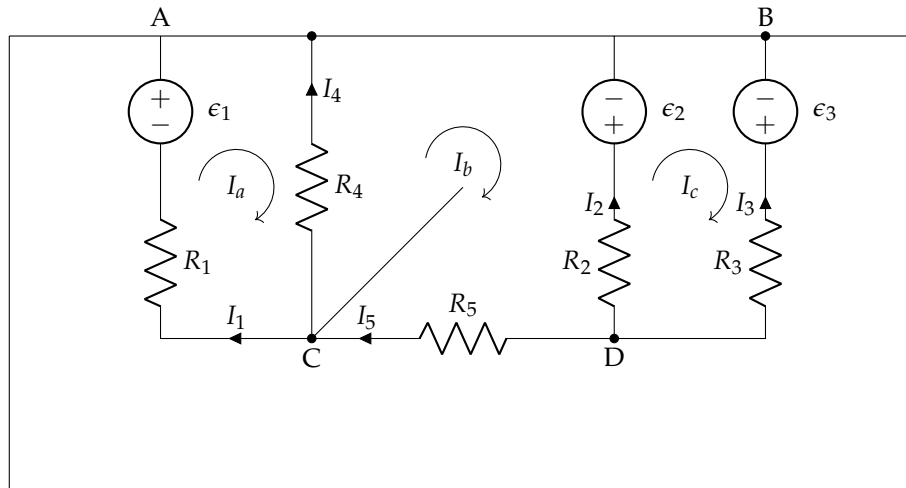 A B
+ − ϵ1 I4 − + ϵ2 − + ϵ3
Ia R4 Ib Ic
I2 I3
R1 R2 R3
I1 I5 R5
C D